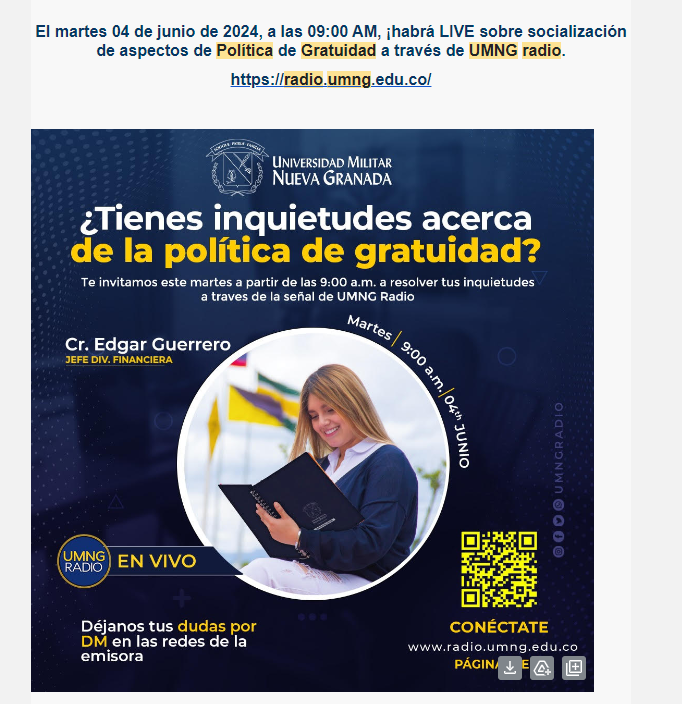 El martes 04 de junio de 2024, a las 09:00 AM, ¡habrá LIVE sobre socialización
de aspectos de Política de Gratuidad a través de UMNG radio.
https://radio.umng.edu.co/
UNIVERSIDAD MILITAR
NUEVA GRANADA
¿Tienes inquietudes acerca
de la política de gratuidad?
Te invitamos este martes a partir de las 9:00 a.m. a resolver tus inquietudes
a traves de la señal de UMNG Radio
Cr. Edgar Guerrero
JEFE DIV. FINANCIERA
Martes / 9:00 a.m. / 04th JUNIO
UMNGRADIO
UMNG
RADIO
EN VIVO
Déjanos tus dudas por
DM en las redes de la
emisora
CONÉCTATE
www.radio.umng.edu.co